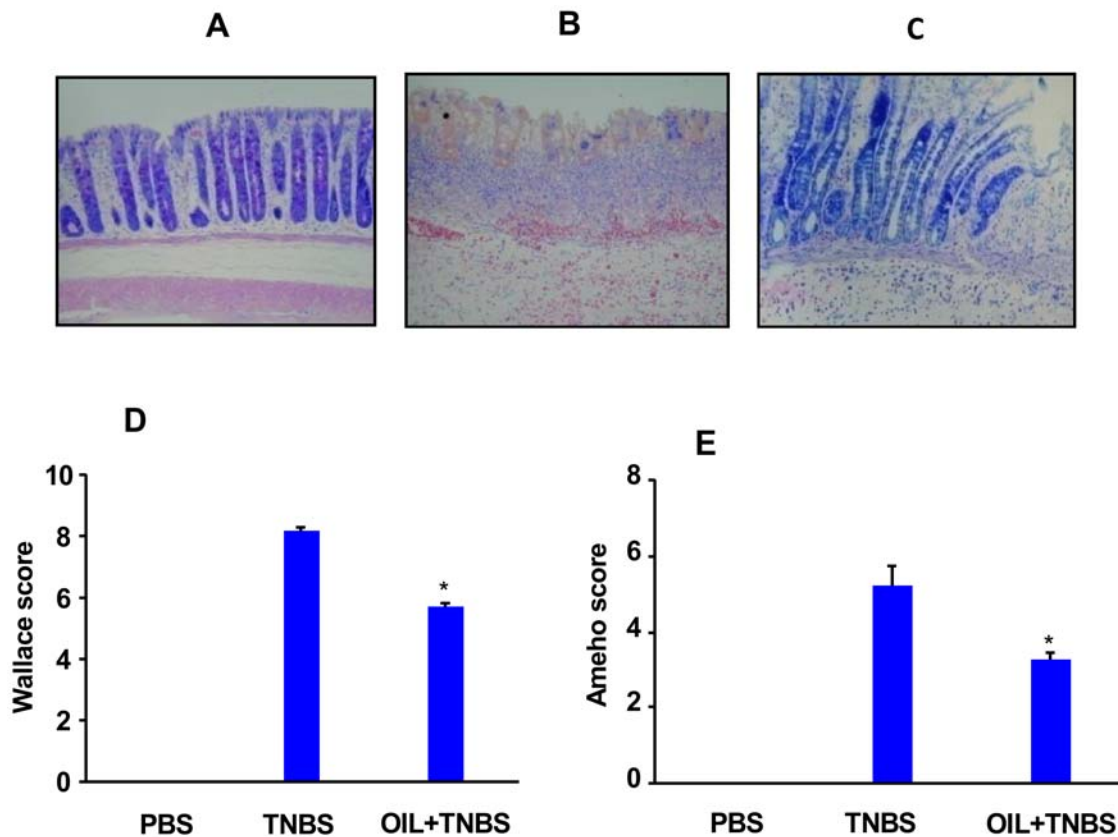 A
B
C
D
Wallace score
10
8
6
4
2
0
*
PBS
TNBS
OIL+TNBS
E
Ameho score
8
6
4
2
0
*
PBS
TNBS
OIL+TNBS